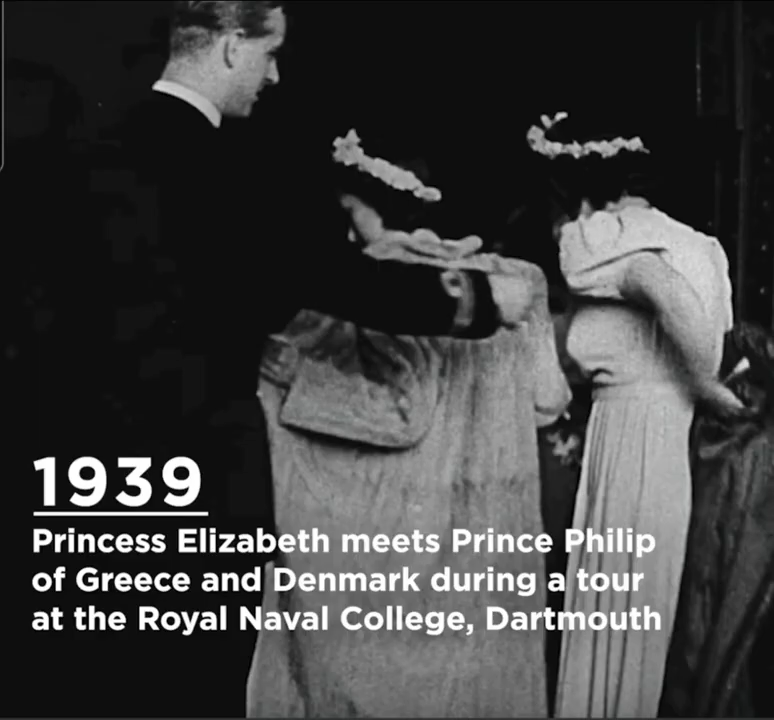 1939
Princess Elizabeth meets Prince Philip
of Greece and Denmark during a tour
at the Royal Naval College, Dartmouth